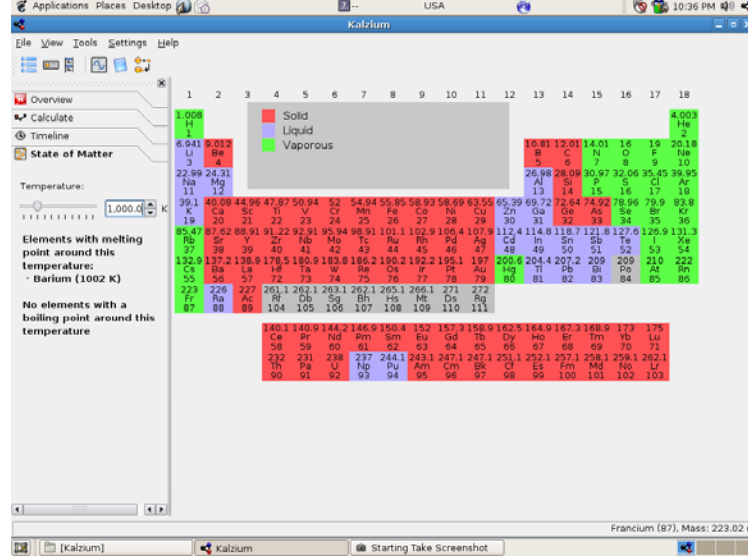 Applications Places Desktop USA 10:36 PM
Kalzium
File View Tools Settings Help
Overview
Calculate
Timeline
State of Matter
Temperature:
1,000.0 K
Elements with melting
point around this
temperature:
- Barium (1002 K)
No elements with a
boiling point around this
temperature
1 2 3 4 5 6 7 8 9 10 11 12 13 14 15 16 17 18
Solid
Liquid
Vaporous
1.008 4.003
H He
1 2
6.941 9.012 10.81 12.01 14.01 16 19 20.18
Li Be B C N O F Ne
3 4 5 6 7 8 9 10
22.99 24.31 26.98 28.09 30.97 32.06 35.45 39.95
Na Mg Al Si P S Cl Ar
11 12 13 14 15 16 17 18
39.1 40.08 44.96 47.87 50.94 52 54.94 55.85 58.93 58.69 63.55 65.39 69.72 72.64 74.92 78.96 79.9 83.8
K Ca Sc Ti V Cr Mn Fe Co Ni Cu Zn Ga Ge As Se Br Kr
19 20 21 22 23 24 25 26 27 28 29 30 31 32 33 34 35 36
85.47 87.62 88.91 91.22 92.91 95.94 98.91 101.1 102.9 106.4 107.9 112.4 114.8 118.7 121.8 127.6 126.9 131.3
Rb Sr Y Zr Nb Mo Tc Ru Rh Pd Ag Cd In Sn Sb Te I Xe
37 38 39 40 41 42 43 44 45 46 47 48 49 50 51 52 53 54
132.9 137.2 138.9 178.5 180.9 183.8 186.2 190.2 192.2 195.1 197 200.6 204.4 207.2 209 209 210 222
Cs Ba La Hf Ta W Re Os Ir Pt Au Hg Tl Pb Bi Po At Rn
55 56 57 72 73 74 75 76 77 78 79 80 81 82 83 84 85 86
223 226 227 261.1 262.1 263.1 262.1 265.1 266.1 271 272
Fr Ra Ac Rf Db Sg Bh Hs Mt Ds Rg
87 88 89 104 105 106 107 108 109 110 111
140.1 140.9 144.2 146.9 150.4 152 157.3 158.9 162.5 164.9 167.3 168.9 173 175
Ce Pr Nd Pm Sm Eu Gd Tb Dy Ho Er Tm Yb Lu
58 59 60 61 62 63 64 65 66 67 68 69 70 71
232 231 238 237 244.1 243.1 247.1 247.1 251.1 252.1 257.1 258.1 259.1 262.1
Th Pa U Np Pu Am Cm Bk Cf Es Fm Md No Lr
90 91 92 93 94 95 96 97 98 99 100 101 102 103
Francium (87), Mass: 223.02
[Kalzium] Kalzium Starting Take Screenshot